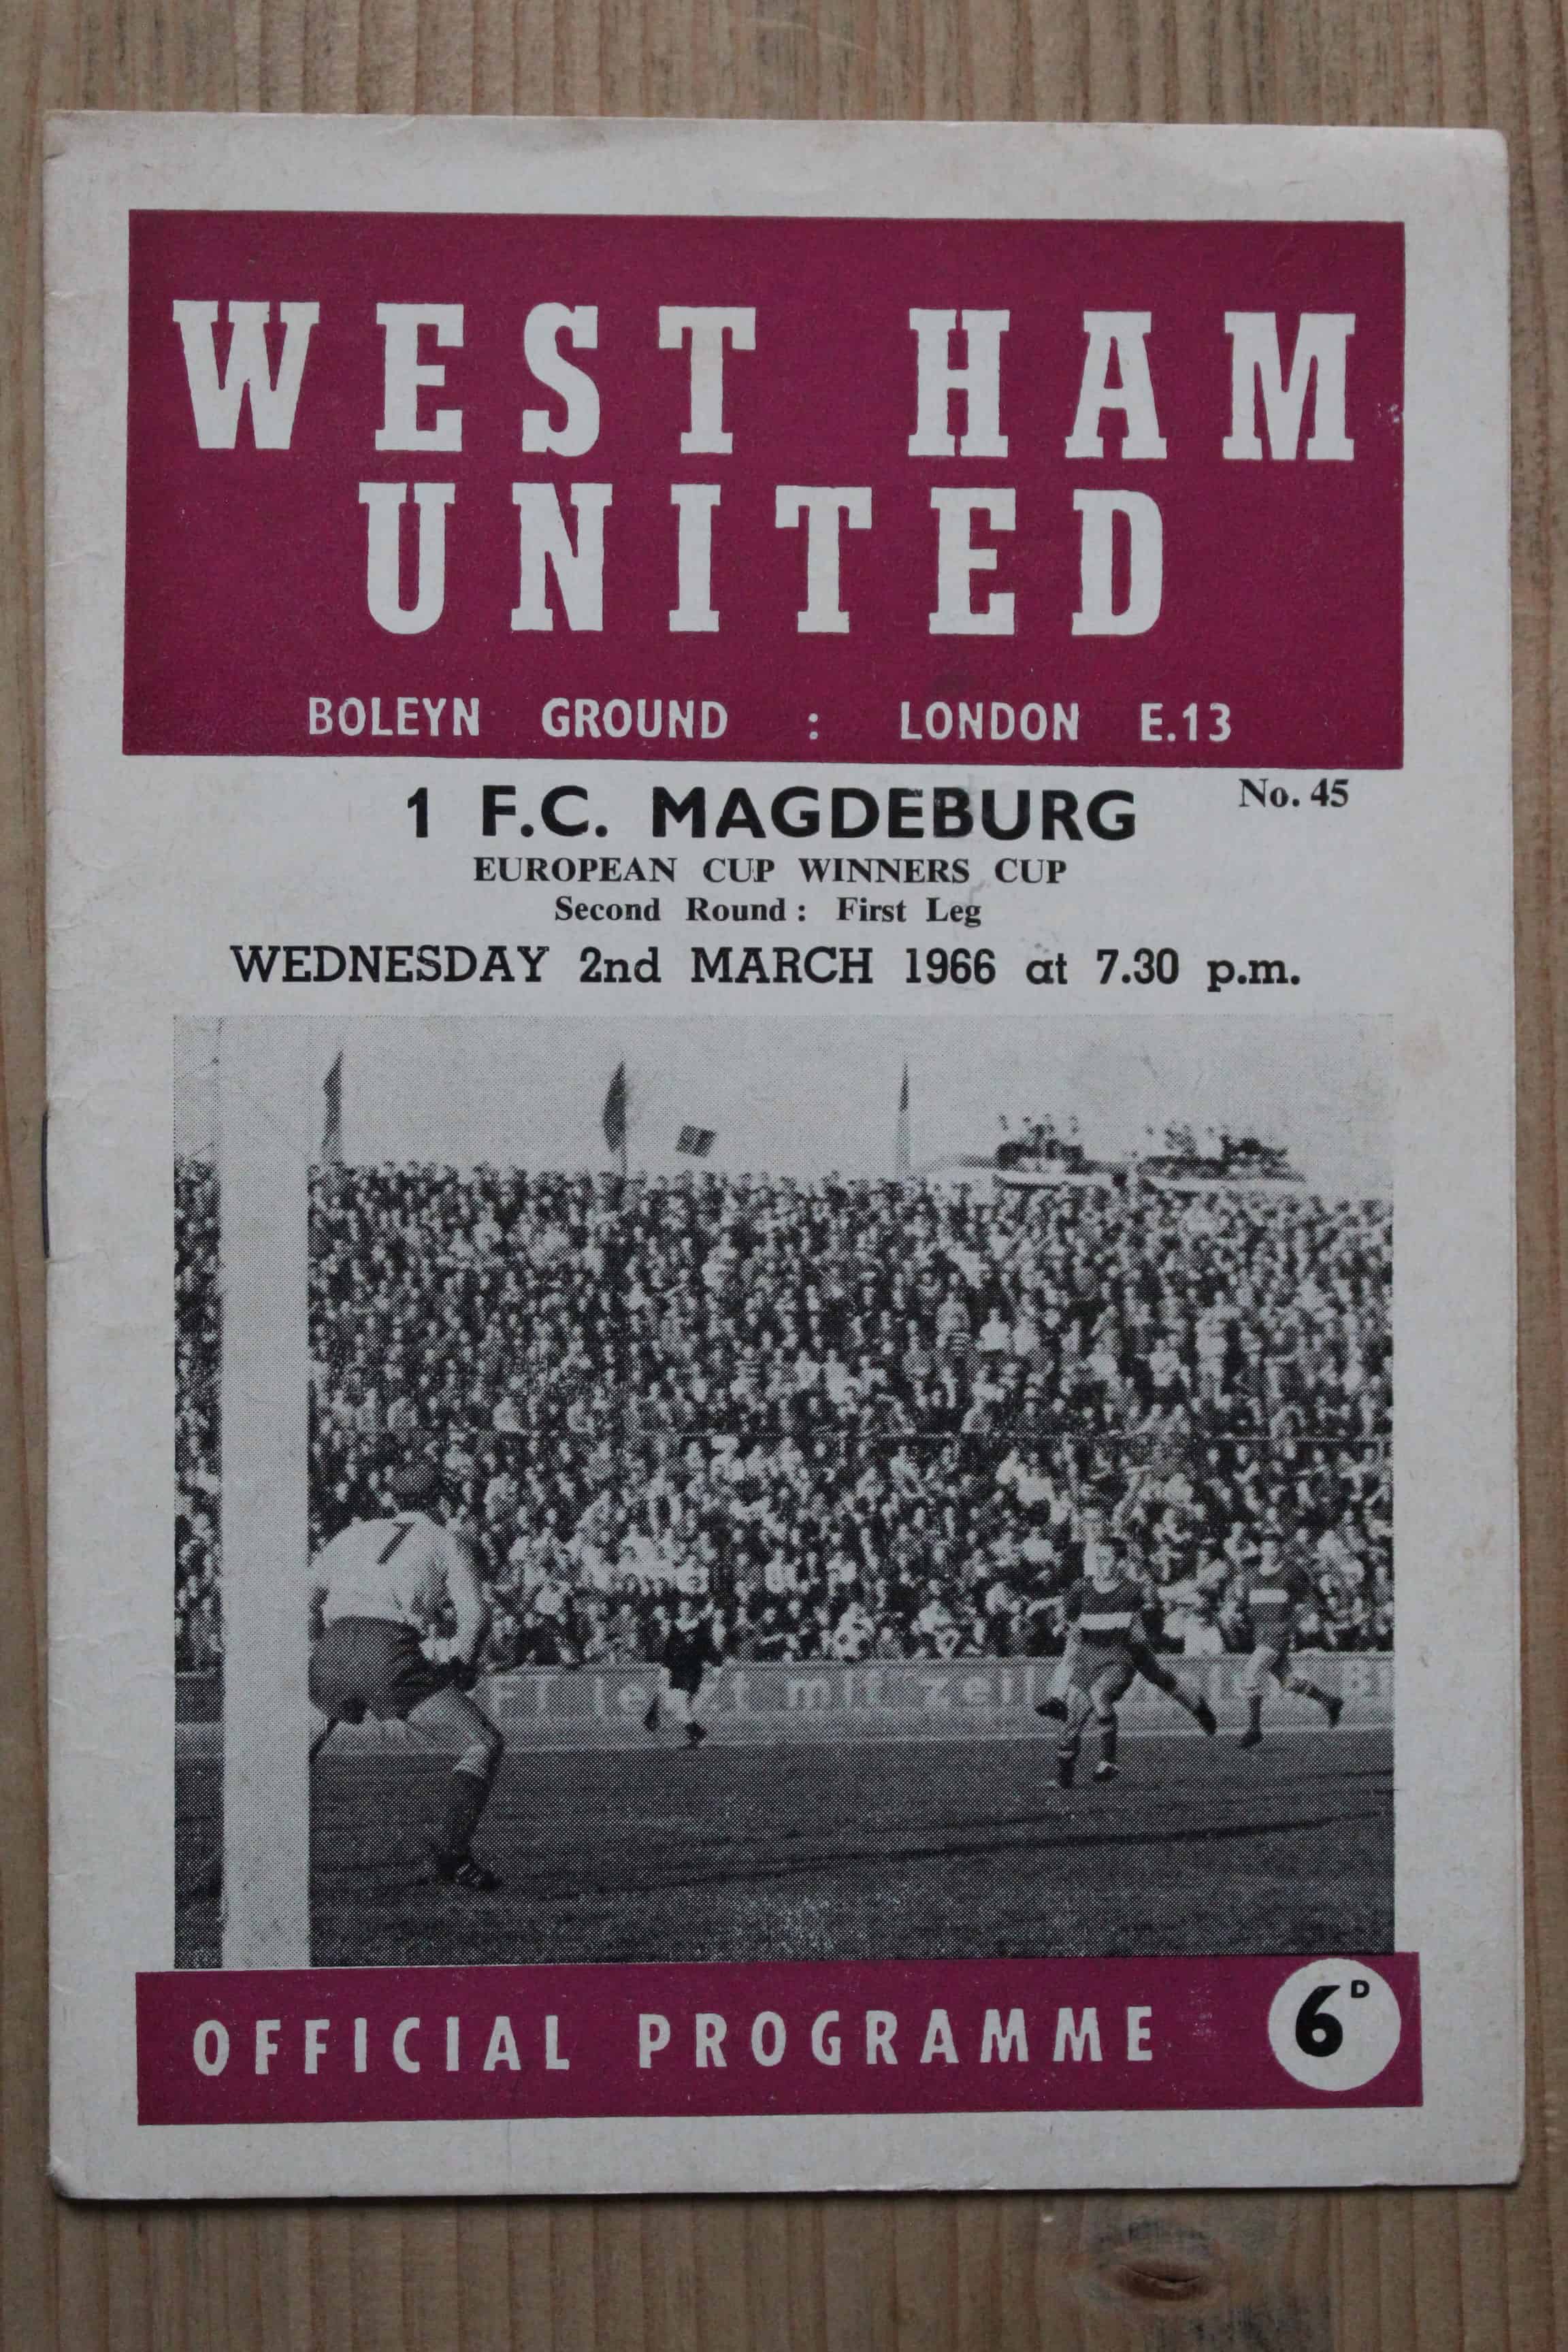 WEST HAM
UNITED
BOLEYN GROUND : LONDON E.13
1 F.C. MAGDEBURG
No. 45
EUROPEAN CUP WINNERS CUP
Second Round: First Leg
WEDNESDAY 2nd MARCH 1966 at 7.30 p.m.
7
mit
OFFICIAL PROGRAMME
6D